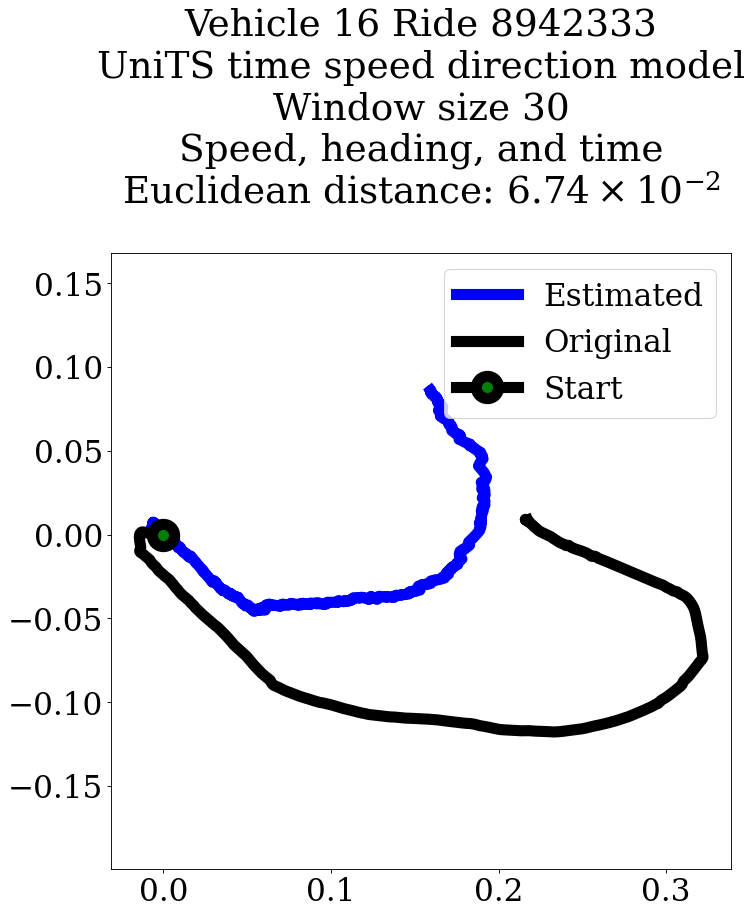 Vehicle 16 Ride 8942333
UniTS time speed direction model
Window size 30
Speed, heading, and time
Euclidean distance: 6.74 × 10⁻²
Estimated
Original
Start
0.15
0.10
0.05
0.00
−0.05
−0.10
−0.15
0.0 0.1 0.2 0.3